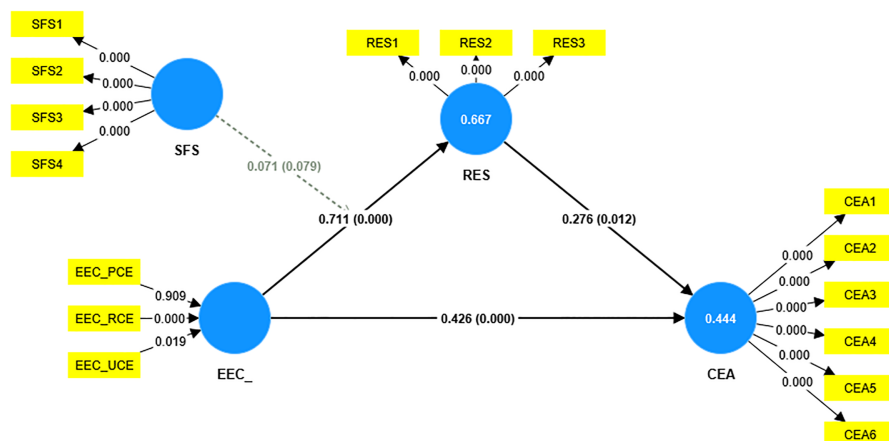 SFS1
SFS2
SFS3
SFS4
0.000
0.000
0.000
0.000
SFS
RES1
RES2
RES3
0.000
0.000
0.000
0.667
RES
0.071 (0.079)
0.711 (0.000)
0.276 (0.012)
EEC_PCE
EEC_RCE
EEC_UCE
0.909
0.000
0.019
EEC_
0.426 (0.000)
0.444
CEA
0.000
0.000
0.000
0.000
0.000
0.000
CEA1
CEA2
CEA3
CEA4
CEA5
CEA6